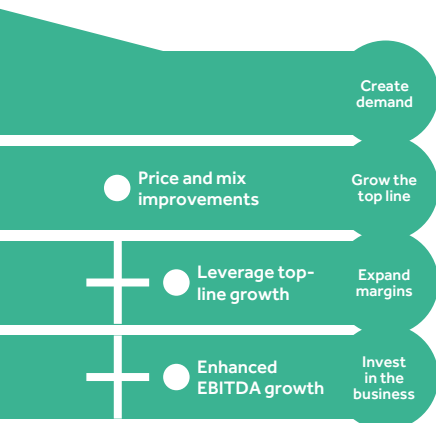 Create
demand
Price and mix
improvements
Grow the
top line
Leverage top-
line growth
Expand
margins
Enhanced
EBITDA growth
Invest
in the
business